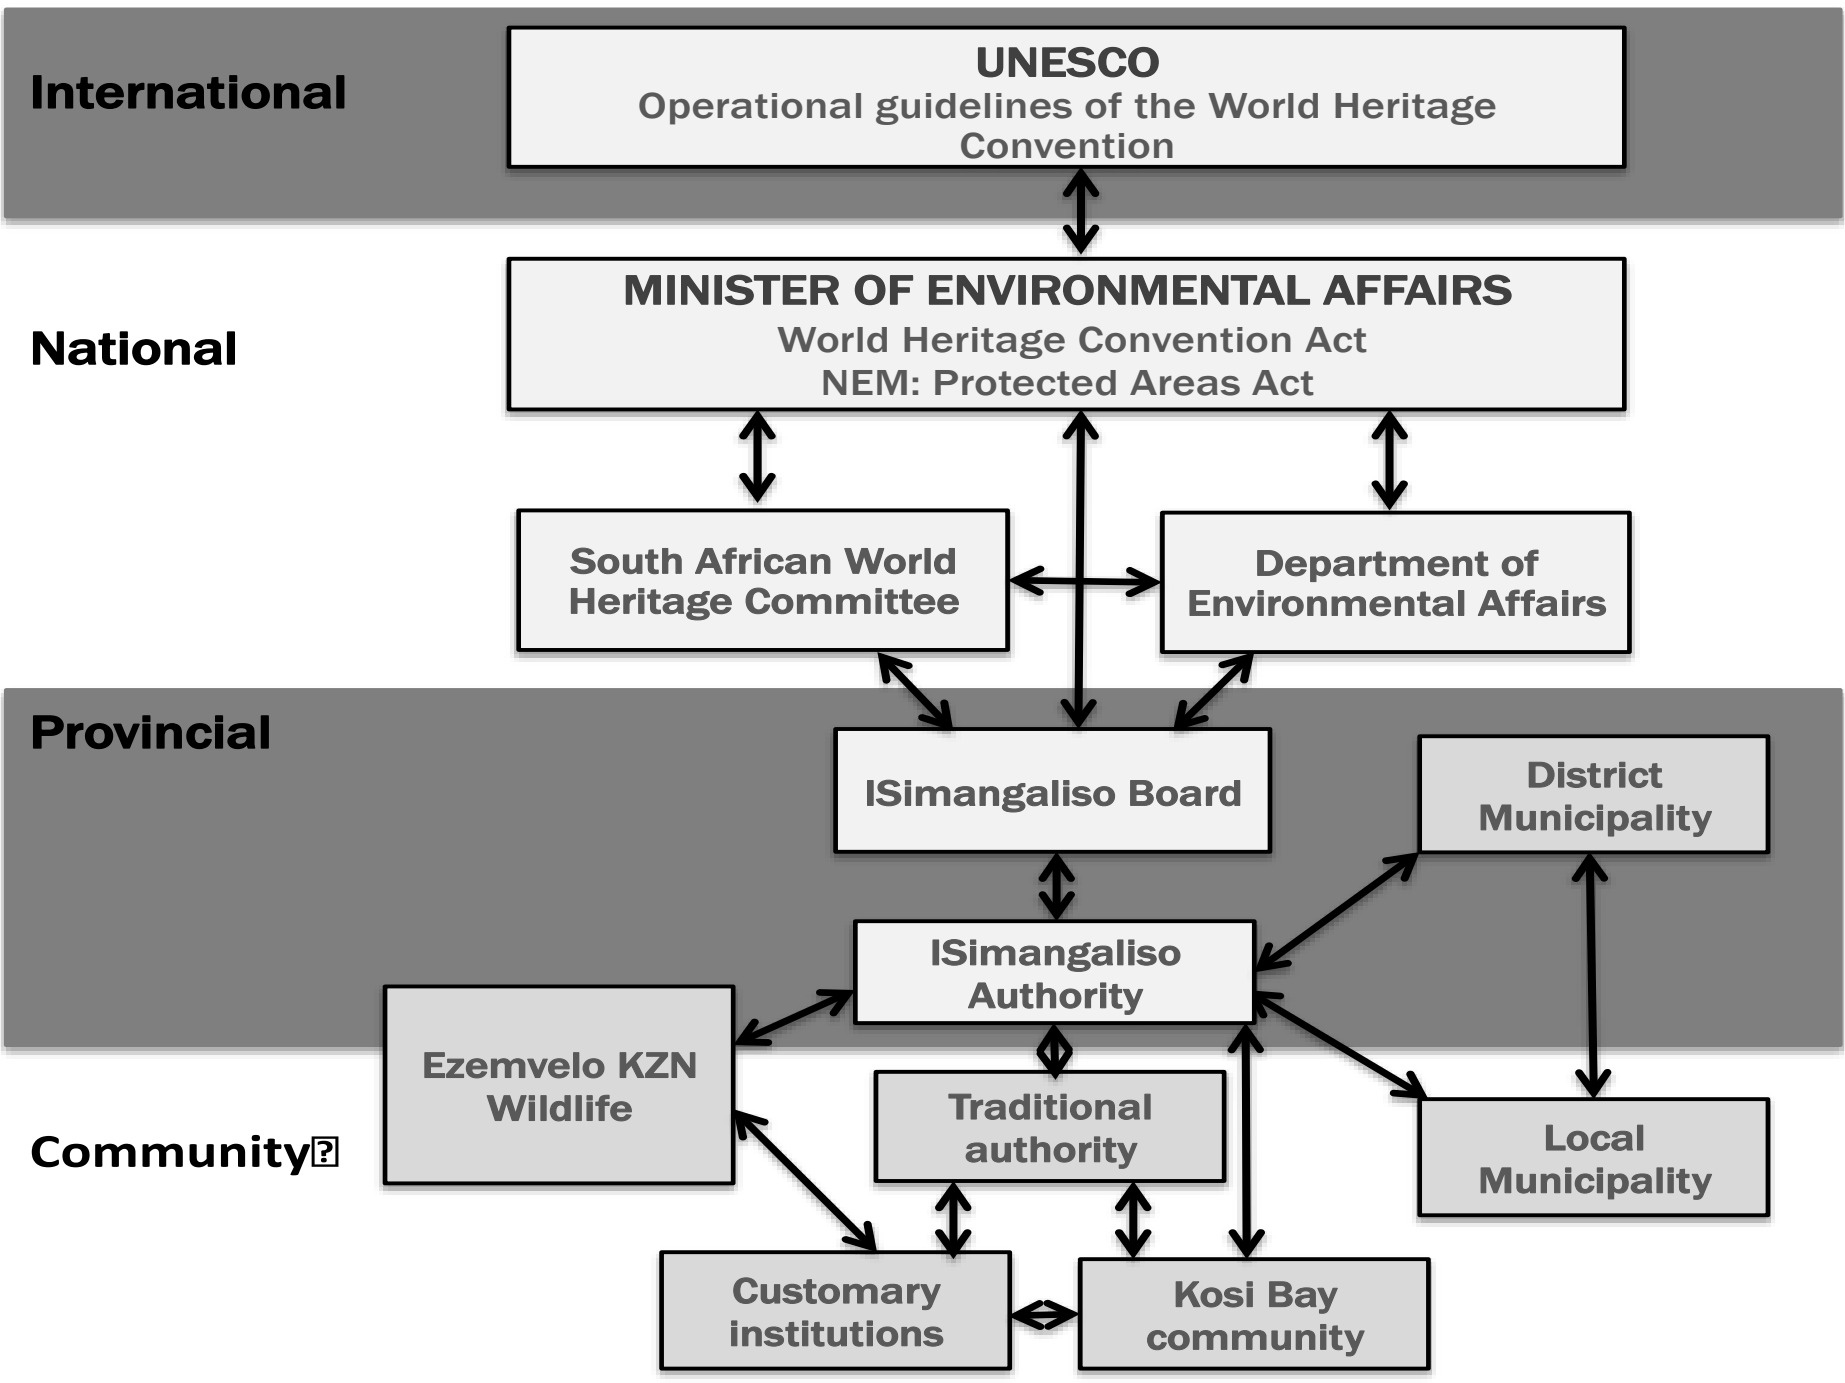 International
UNESCO
Operational guidelines of the World Heritage
Convention
National
MINISTER OF ENVIRONMENTAL AFFAIRS
World Heritage Convention Act
NEM: Protected Areas Act
South African World
Heritage Committee
Department of
Environmental Affairs
Provincial
ISimangaliso Board
District
Municipality
ISimangaliso
Authority
Ezemvelo KZN
Wildlife
Traditional
authority
Community⍰
Local
Municipality
Customary
institutions
Kosi Bay
community